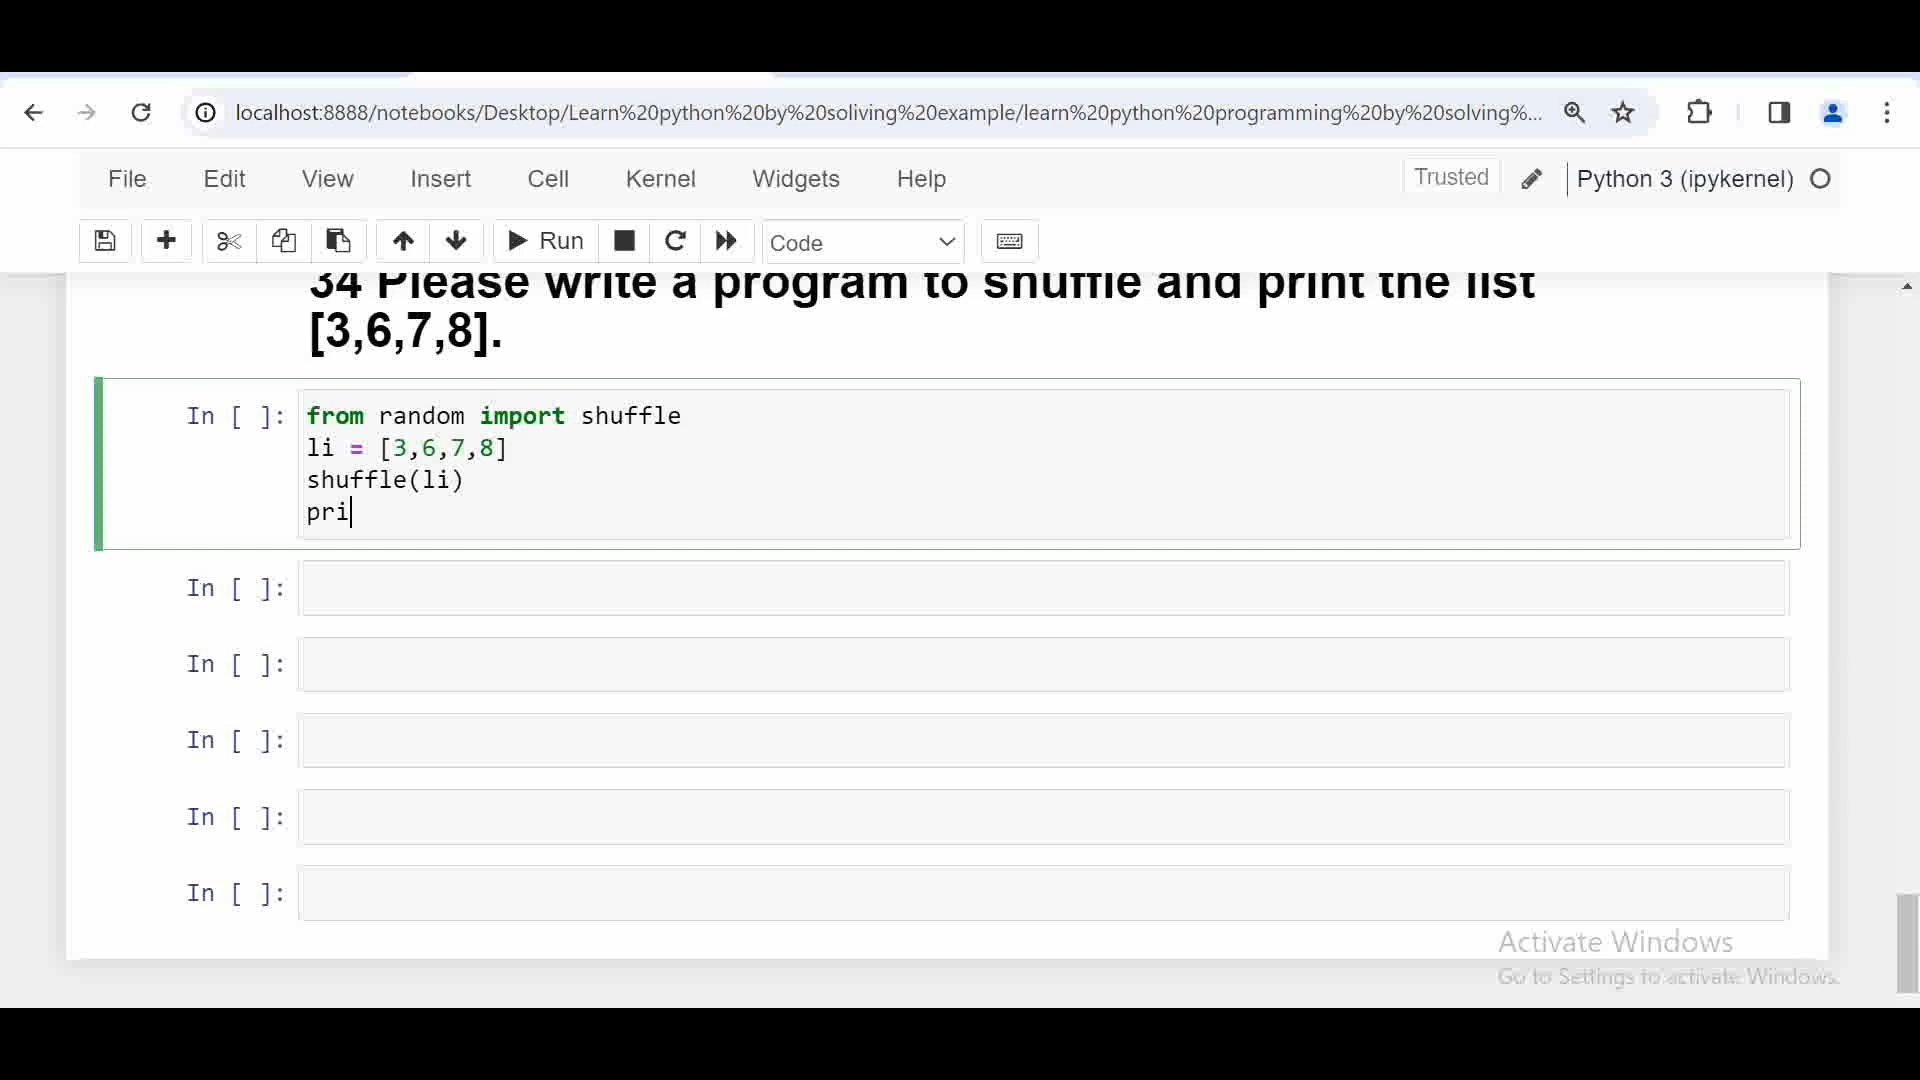 localhost:8888/notebooks/Desktop/Learn%20python%20by%20soliving%20example/learn%20python%20programming%20by%20solving%...
File Edit View Insert Cell Kernel Widgets Help Trusted Python 3 (ipykernel)
Run Code
34 Please write a program to shuffle and print the list
[3,6,7,8].
In [ ]: from random import shuffle
li = [3,6,7,8]
shuffle(li)
pri
In [ ]:
In [ ]:
In [ ]:
In [ ]:
In [ ]:
Activate Windows
Go to Settings to activate Windows.